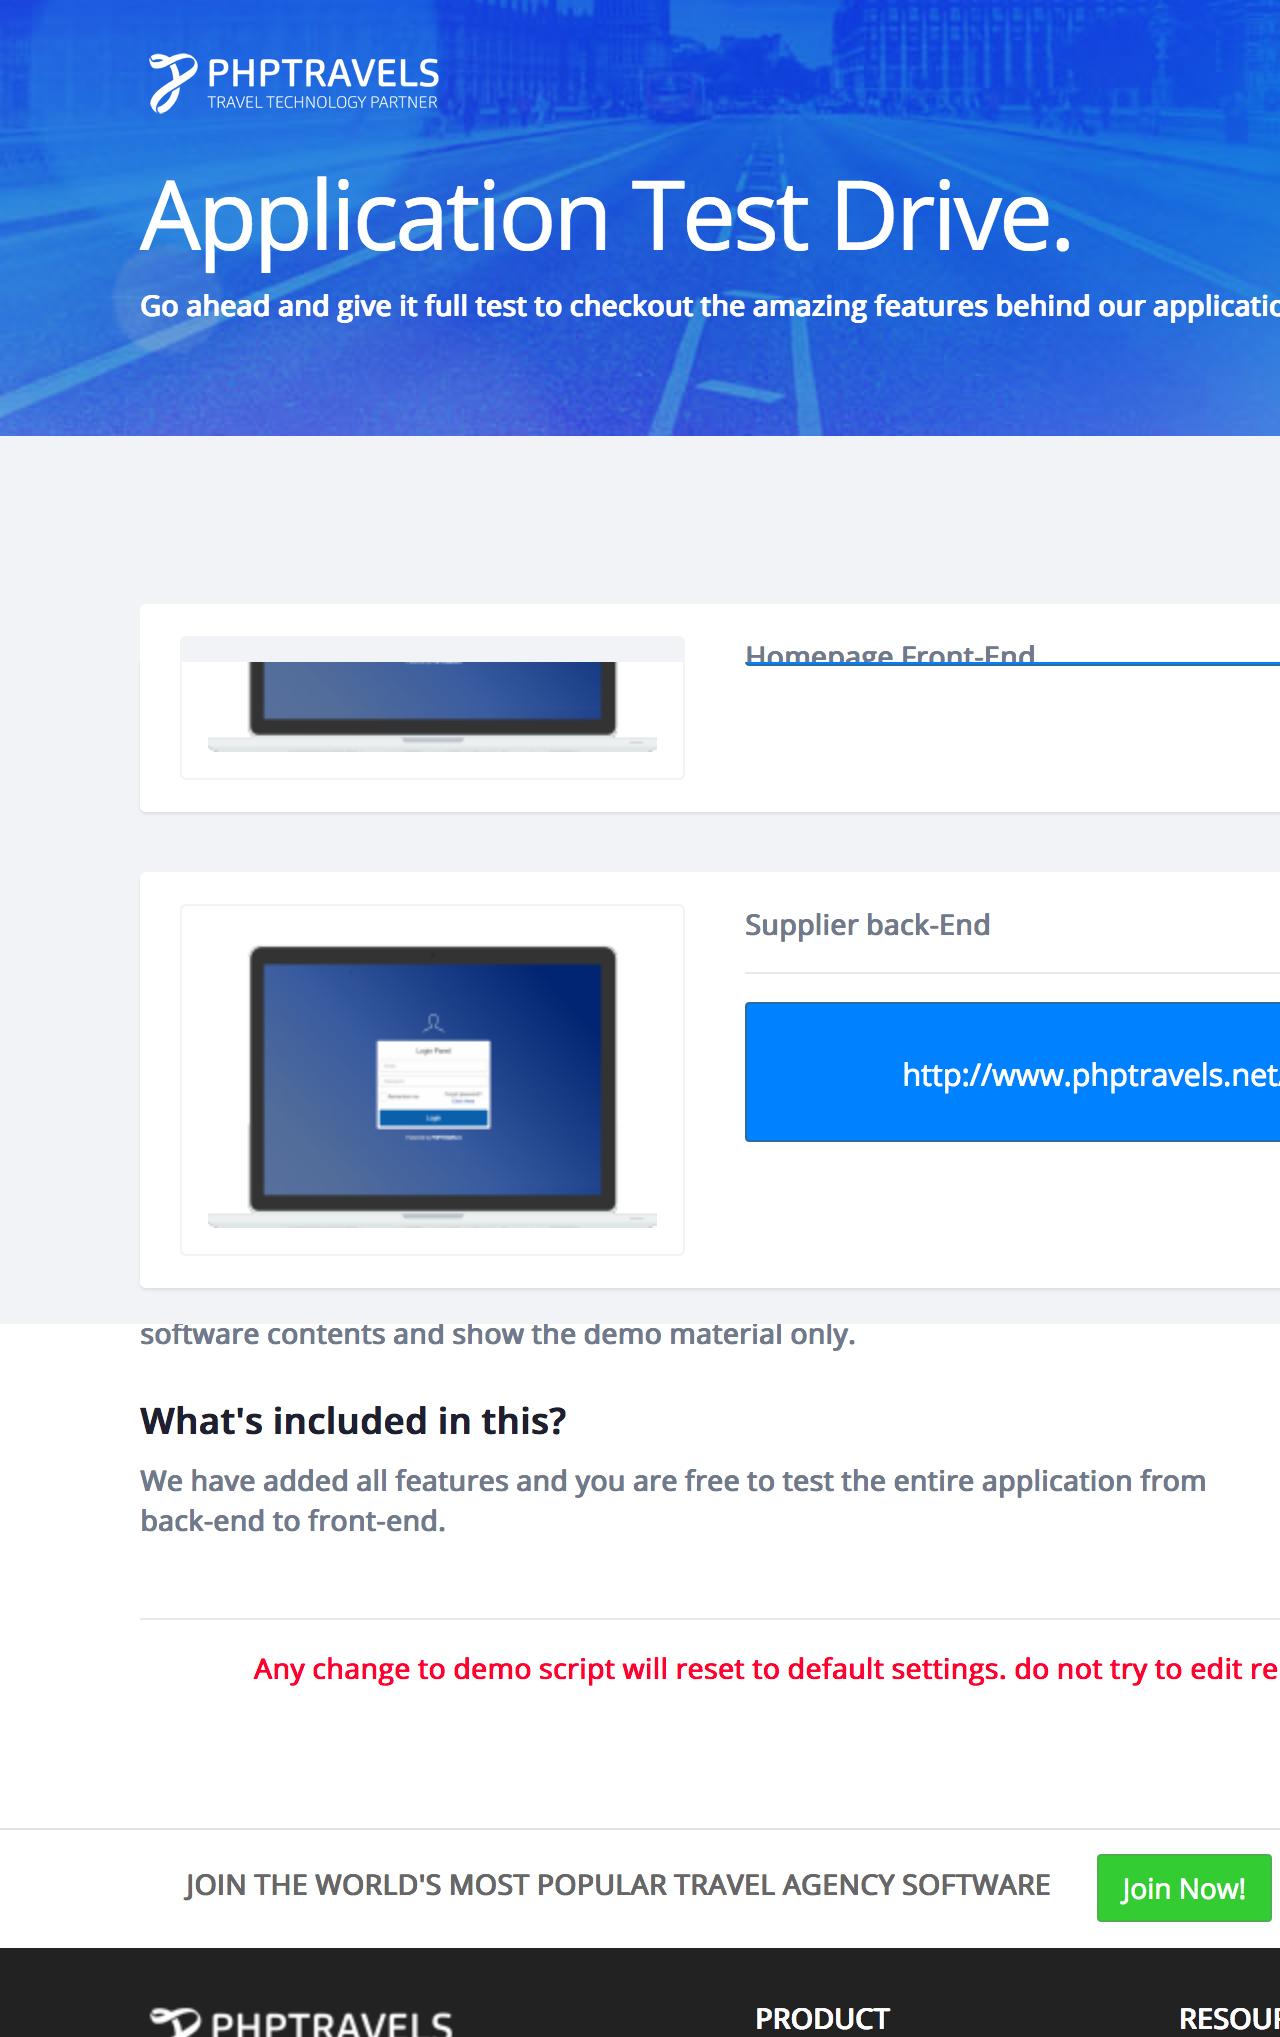 PHPTRAVELS
TRAVEL TECHNOLOGY PARTNER
Application Test Drive.
Go ahead and give it full test to checkout the amazing features behind our applicatio
Homepage Front-End
Supplier back-End
Login Panel
Remember me
Login
http://www.phptravels.net/
software contents and show the demo material only.
What's included in this?
We have added all features and you are free to test the entire application from
back-end to front-end.
Any change to demo script will reset to default settings. do not try to edit re
JOIN THE WORLD'S MOST POPULAR TRAVEL AGENCY SOFTWARE
Join Now!
PHPTRAVELS
PRODUCT
RESOUR